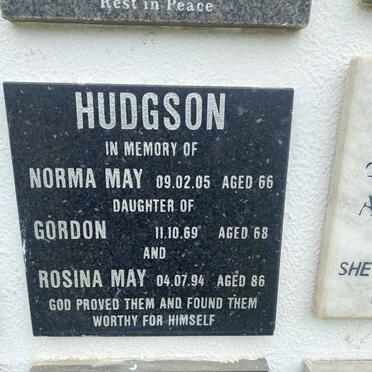 Rest in Peace
HUDGSON
IN MEMORY OF
NORMA MAY 09.02.05 AGED 66
DAUGHTER OF
GORDON 11.10.69 AGED 68
AND
ROSINA MAY 04.07.94 AGED 86
GOD PROVED THEM AND FOUND THEM
WORTHY FOR HIMSELF
SHE